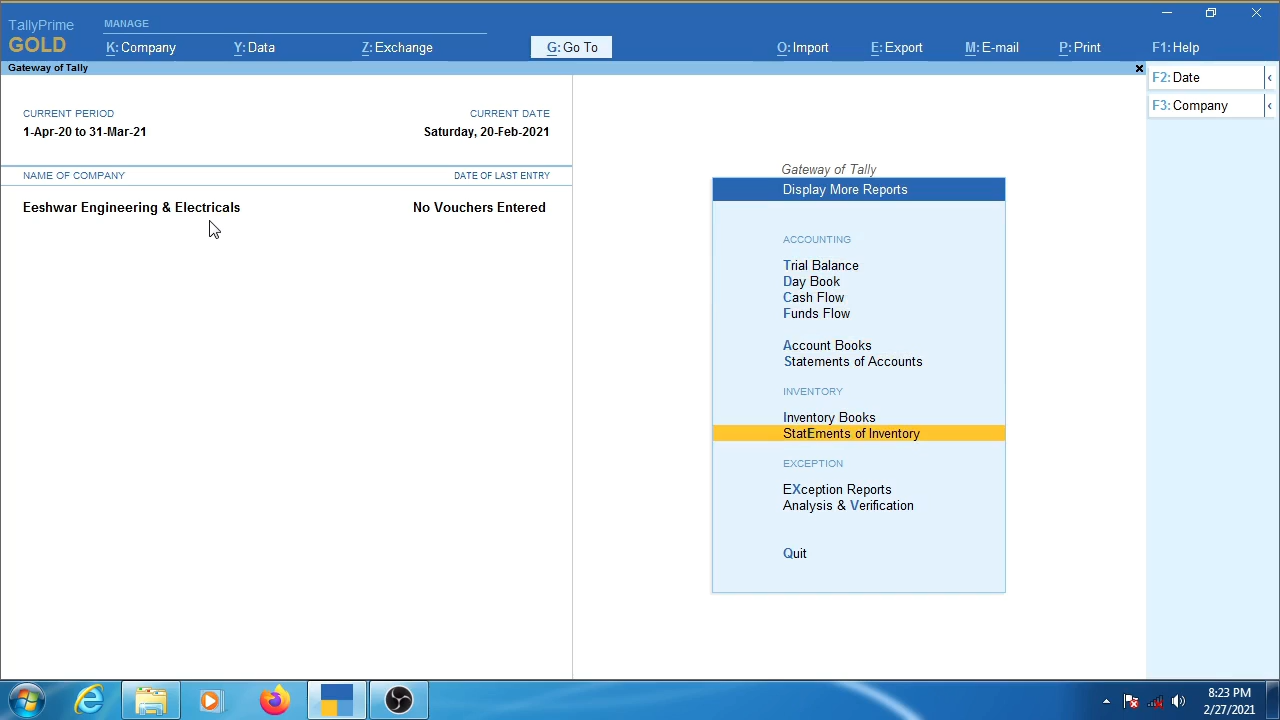 TallyPrime
GOLD
MANAGE
K: Company
Y: Data
Z: Exchange
G: Go To
O: Import
E: Export
M: E-mail
P: Print
F1: Help
Gateway of Tally
F2: Date
F3: Company
CURRENT PERIOD
CURRENT DATE
1-Apr-20 to 31-Mar-21
Saturday, 20-Feb-2021
NAME OF COMPANY
DATE OF LAST ENTRY
Eeshwar Engineering & Electricals
No Vouchers Entered
Gateway of Tally
Display More Reports
ACCOUNTING
Trial Balance
Day Book
Cash Flow
Funds Flow
Account Books
Statements of Accounts
INVENTORY
Inventory Books
StatEments of Inventory
EXCEPTION
EXception Reports
Analysis & Verification
Quit
8:23 PM
2/27/2021